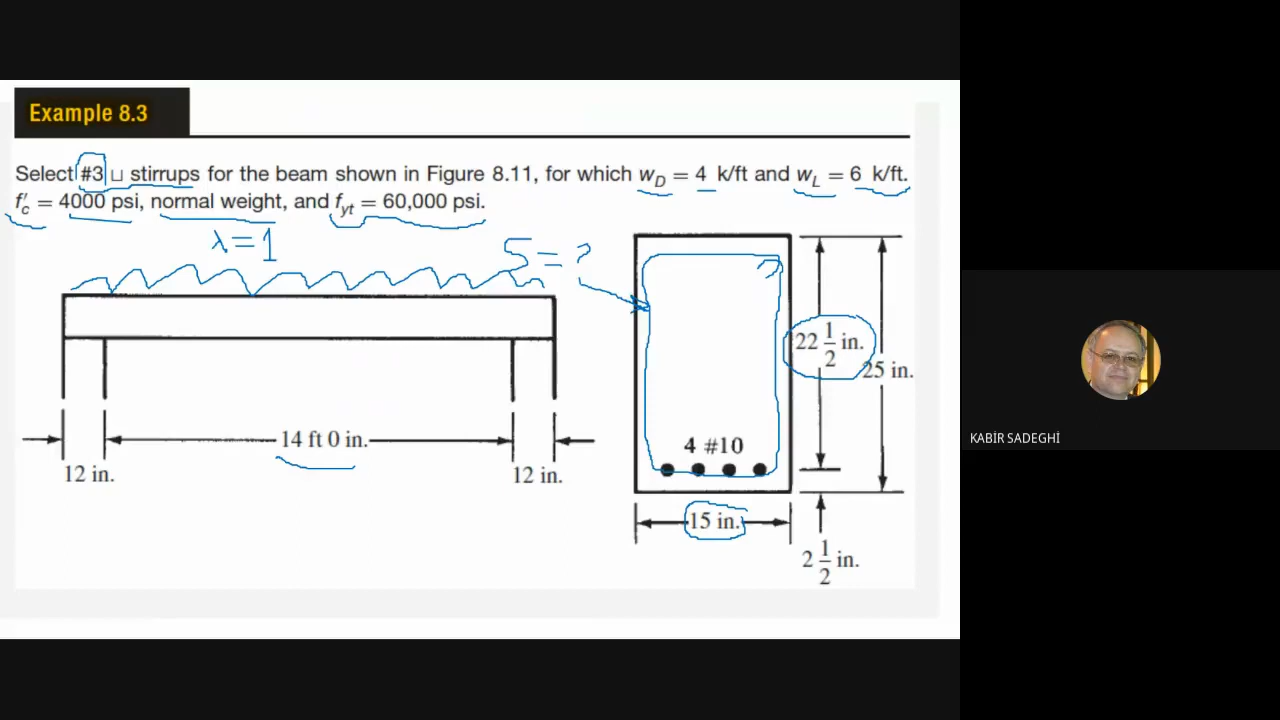 Example 8.3
Select #3 ⊔ stirrups for the beam shown in Figure 8.11, for which w_D = 4 k/ft and w_L = 6 k/ft.
f′_c = 4000 psi, normal weight, and f_yt = 60,000 psi.
λ=1
S=?
22 1/2 in.
25 in.
14 ft 0 in.
4 #10
12 in.
12 in.
15 in.
2 1/2 in.
KABİR SADEGHİ